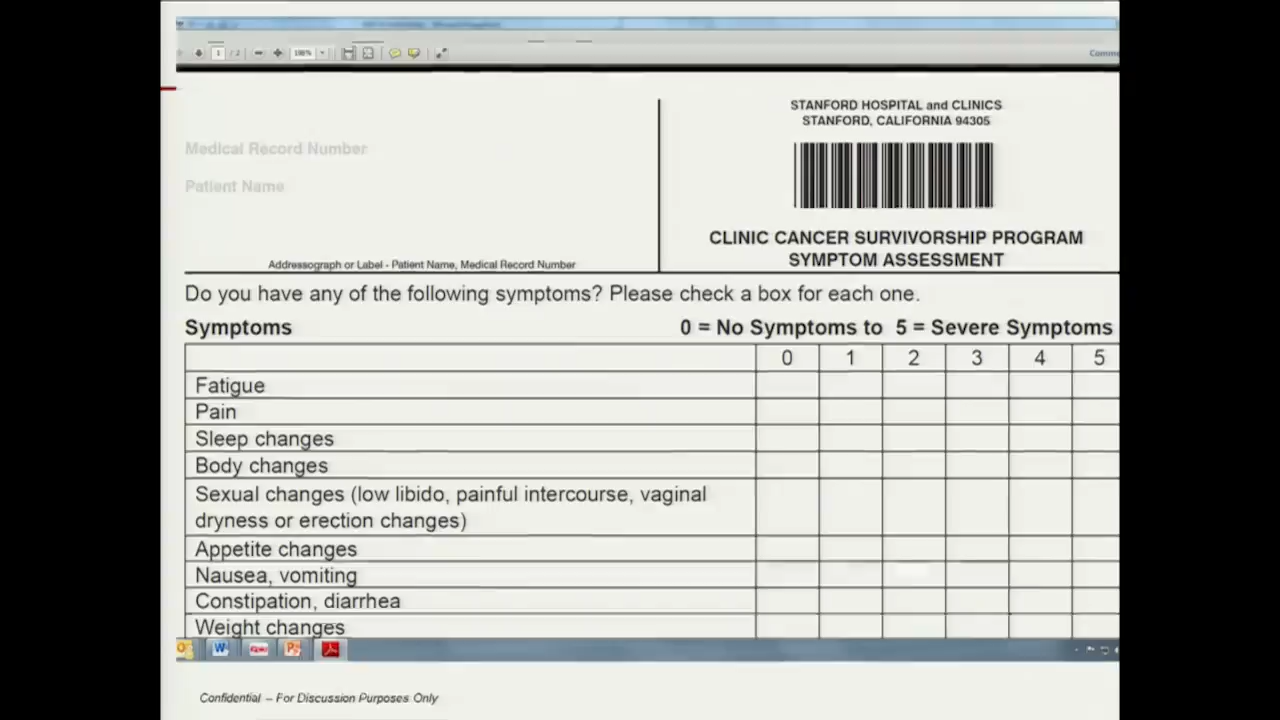 1 / 2
198%
Comme
STANFORD HOSPITAL and CLINICS
STANFORD, CALIFORNIA 94305
Medical Record Number
Patient Name
CLINIC CANCER SURVIVORSHIP PROGRAM
SYMPTOM ASSESSMENT
Addressograph or Label - Patient Name, Medical Record Number
Do you have any of the following symptoms? Please check a box for each one.
Symptoms 0 = No Symptoms to 5 = Severe Symptoms
0 1 2 3 4 5
Fatigue
Pain
Sleep changes
Body changes
Sexual changes (low libido, painful intercourse, vaginal
dryness or erection changes)
Appetite changes
Nausea, vomiting
Constipation, diarrhea
Weight changes
Confidential – For Discussion Purposes Only